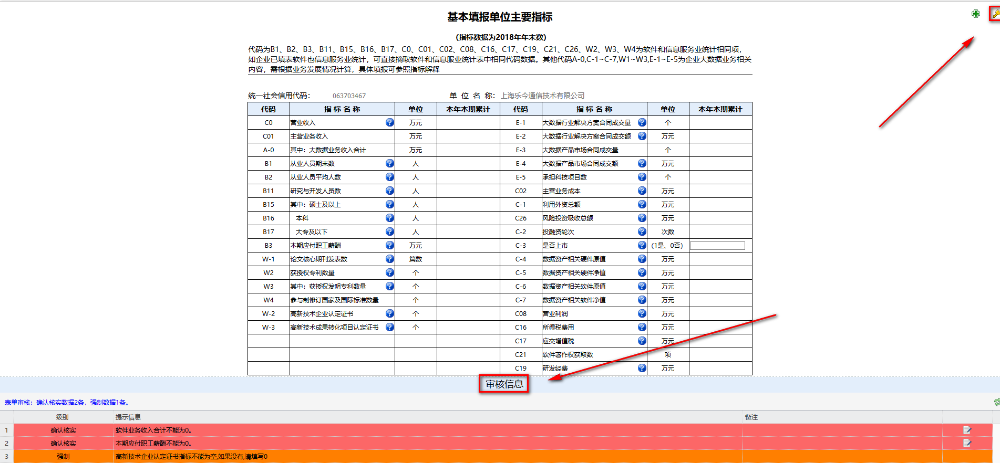 基本填报单位主要指标
(指标数据为2018年年末数)
代码为B1、B2、B3、B11、B15、B16、B17、C0、C01、C02、C08、C16、C17、C19、C21、C26、W2、W3、W4为软件和信息服务业统计相同项，
如企业已填表软件也信息服务业统计，可直接摘取软件和信息服业统计表中相同代码数据。其他代码A-0,C-1~C-7,W1~W3,E-1~E-5为企业大数据业务相关
内容，需根据业务发展情况计算，具体填报可参照指标解释
统一社会信用代码： 063703467 单 位 名 称： 上海乐今通信技术有限公司
代码 指 标 名 称 单位 本年本期累计 代码 指 标 名 称 单位 本年本期累计
C0 营业收入 万元 E-1 大数据行业解决方案合同成交量 个
C01 主营业务收入 万元 E-2 大数据行业解决方案合同成交额 万元
A-0 其中：大数据业务收入合计 万元 E-3 大数据产品市场合同成交量 个
B1 从业人员期末数 人 E-4 大数据产品市场合同成交额 万元
B2 从业人员平均人数 人 E-5 承担科技项目数 个
B11 研究与开发人员数 人 C02 主营业务成本 万元
B15 其中：硕士及以上 人 C-1 利用外资总额 万元
B16 本科 人 C26 风险投资吸收总额 万元
B17 大专及以下 人 C-2 投融资轮次 次数
B3 本期应付职工薪酬 万元 C-3 是否上市 (1是、0否)
W-1 论文核心期刊发表数 篇数 C-4 数据资产相关硬件原值 万元
W2 获授权专利数量 个 C-5 数据资产相关硬件净值 万元
W3 其中：获授权发明专利数量 个 C-6 数据资产相关软件原值 万元
W4 参与制修订国家及国际标准数量 个 C-7 数据资产相关软件净值 万元
W-2 高新技术企业认定证书 个 C08 营业利润 万元
W-3 高新技术成果转化项目认定证书 个 C16 所得税费用 万元
C17 应交增值税 万元
C21 软件著作权获取数 项
C19 研发经费 万元
审核信息
表单审核：确认核实数据2条，强制数据1条。
级别 提示信息 备注
1 确认核实 软件业务收入合计不能为0。
2 确认核实 本期应付职工薪酬不能为0。
3 强制 高新技术企业认定证书指标不能为空,如果没有,请填写0